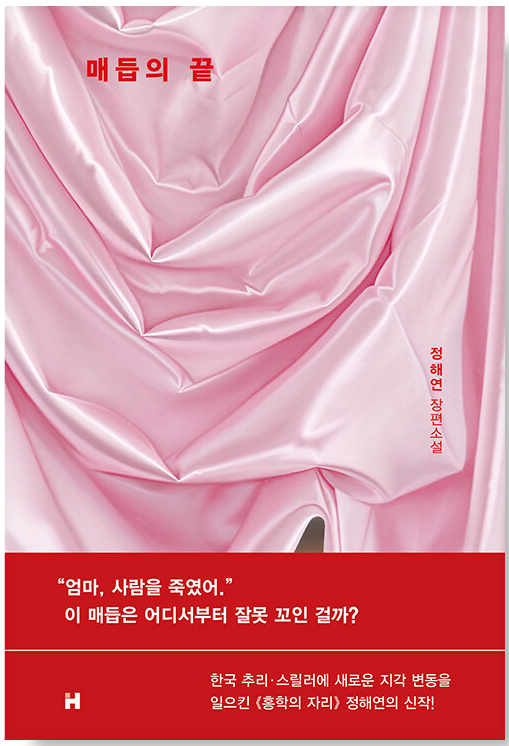 매듭의 끝
정해연 장편소설
“엄마, 사람을 죽였어.”
이 매듭은 어디서부터 잘못 꼬인 걸까?
한국 추리·스릴러에 새로운 지각 변동을
일으킨 《홍학의 자리》 정해연의 신작!
H